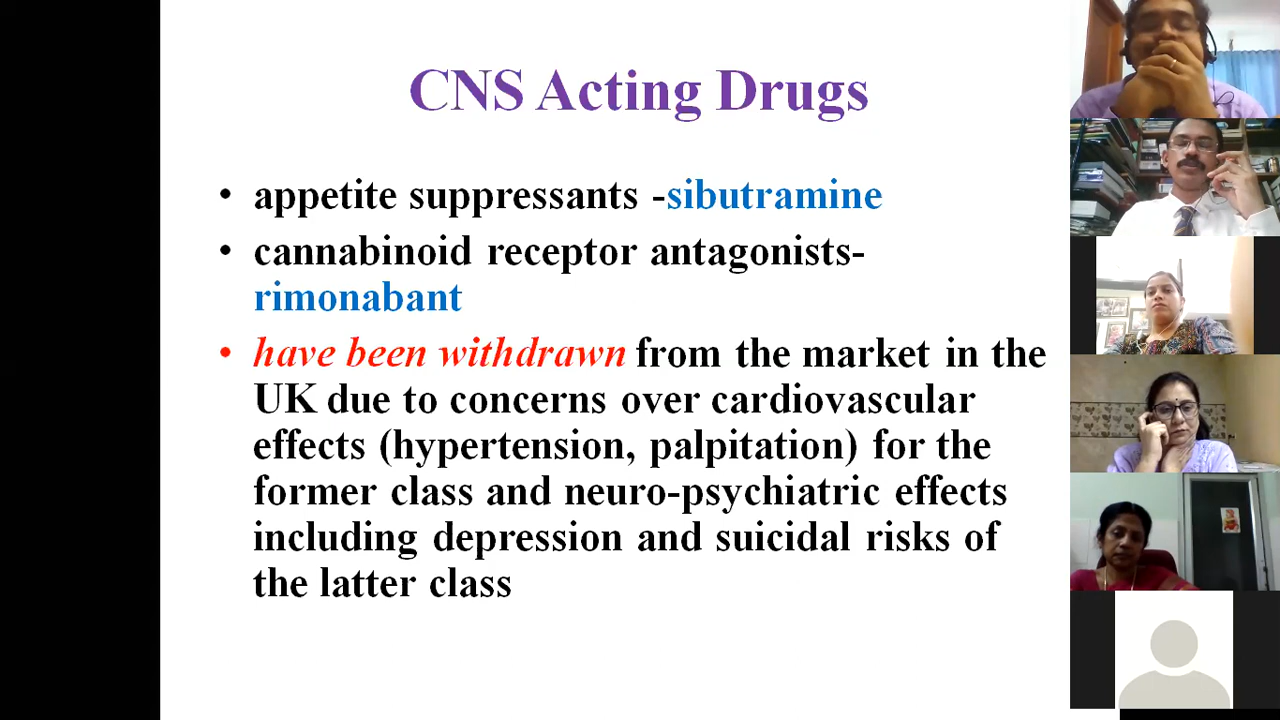 CNS Acting Drugs
• appetite suppressants -sibutramine
• cannabinoid receptor antagonists-
rimonabant
• have been withdrawn from the market in the
UK due to concerns over cardiovascular
effects (hypertension, palpitation) for the
former class and neuro-psychiatric effects
including depression and suicidal risks of
the latter class